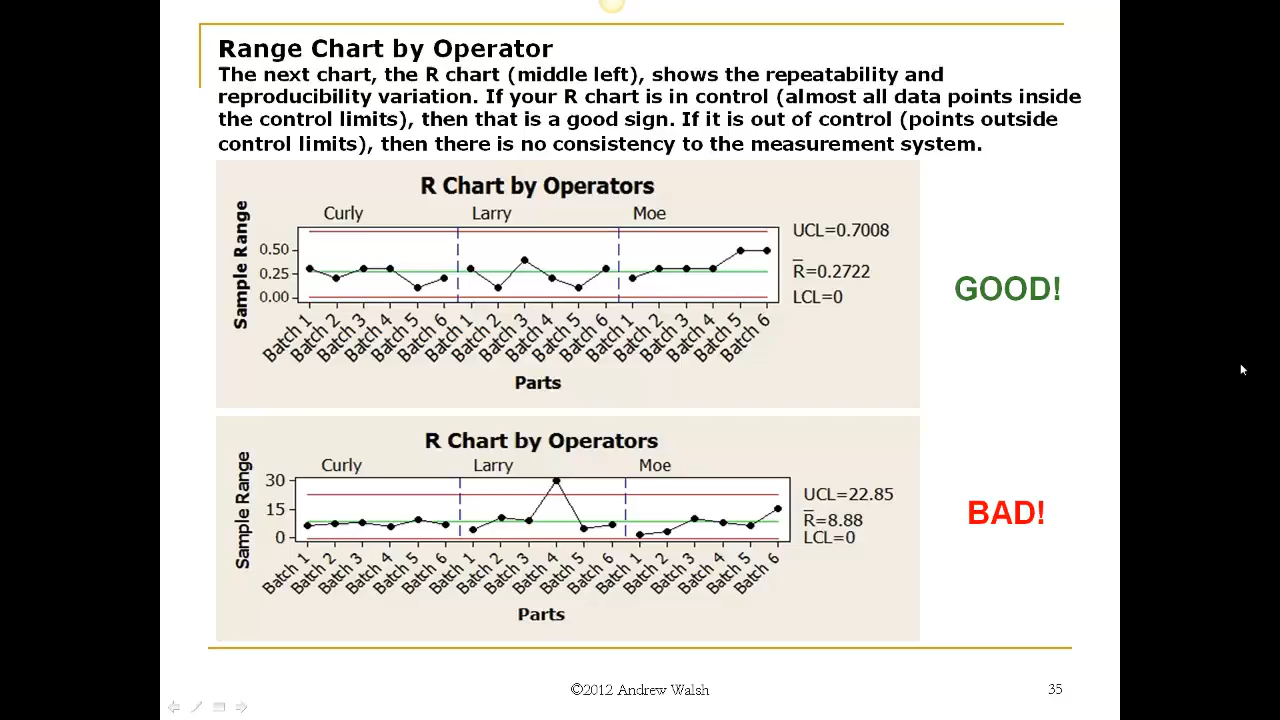 Range Chart by Operator
The next chart, the R chart (middle left), shows the repeatability and
reproducibility variation. If your R chart is in control (almost all data points inside
the control limits), then that is a good sign. If it is out of control (points outside
control limits), then there is no consistency to the measurement system.
R Chart by Operators
Curly Larry Moe
Sample Range
0.50
0.25
0.00
UCL=0.7008
R̅=0.2722
LCL=0
Batch 1 Batch 2 Batch 3 Batch 4 Batch 5 Batch 6 Batch 1 Batch 2 Batch 3 Batch 4 Batch 5 Batch 6 Batch 1 Batch 2 Batch 3 Batch 4 Batch 5 Batch 6
Parts
GOOD!
R Chart by Operators
Curly Larry Moe
Sample Range
30
15
0
UCL=22.85
R̅=8.88
LCL=0
Batch 1 Batch 2 Batch 3 Batch 4 Batch 5 Batch 6 Batch 1 Batch 2 Batch 3 Batch 4 Batch 5 Batch 6 Batch 1 Batch 2 Batch 3 Batch 4 Batch 5 Batch 6
Parts
BAD!
©2012 Andrew Walsh
35